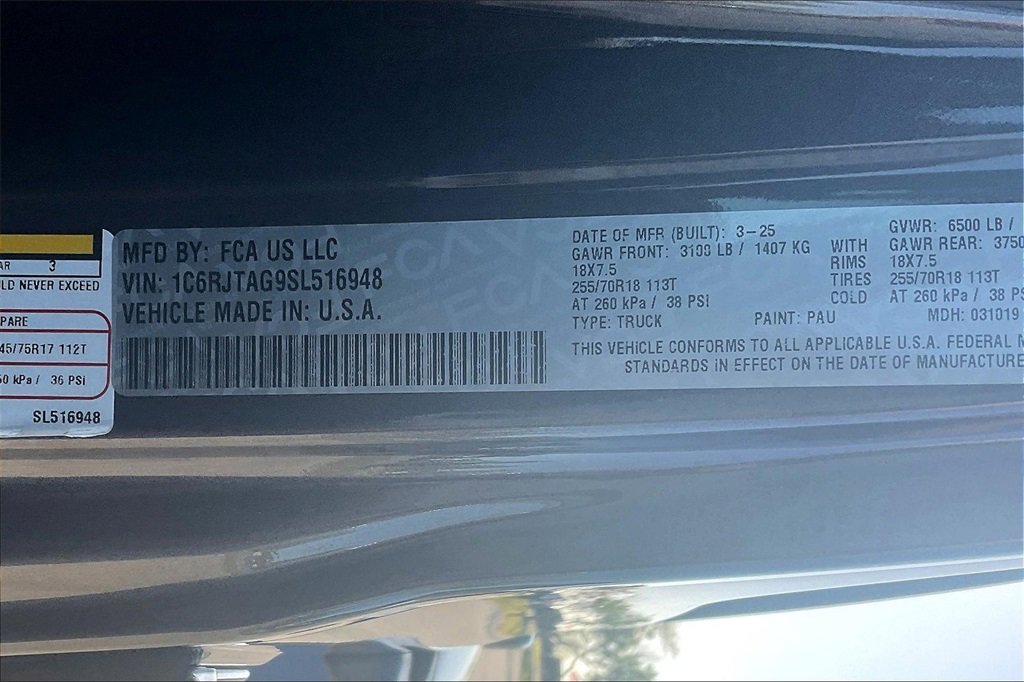 AR 3
LD NEVER EXCEED
PARE
45/75R17 112T
50 kPa / 36 PSI
SL516948
MFD BY: FCA US LLC
VIN: 1C6RJTAG9SL516948
VEHICLE MADE IN: U.S.A.
DATE OF MFR (BUILT): 3-25
GAWR FRONT: 3100 LB / 1407 KG
18X7.5
255/70R18 113T
AT 260 kPa / 38 PSI
TYPE: TRUCK PAINT: PAU
WITH
RIMS
TIRES
COLD
GVWR: 6500 LB /
GAWR REAR: 3750
18X7.5
255/70R18 113T
AT 260 kPa / 38 PS
MDH: 031019
THIS VEHICLE CONFORMS TO ALL APPLICABLE U.S.A. FEDERAL M
STANDARDS IN EFFECT ON THE DATE OF MANUFACTURE